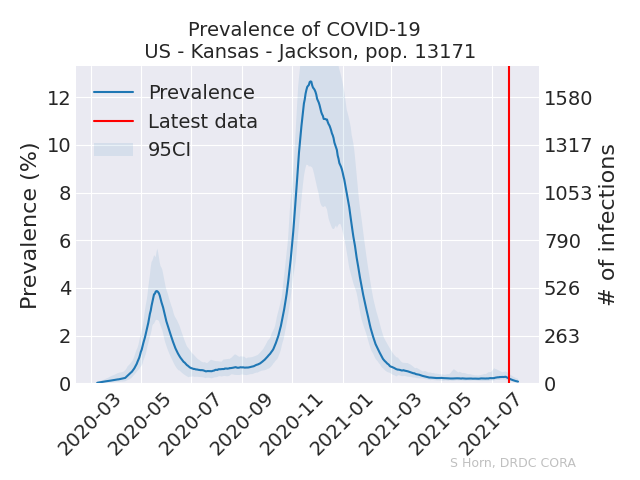 Prevalence of COVID-19
US - Kansas - Jackson, pop. 13171
Prevalence
Latest data
95CI
Prevalence (%)
12
10
8
6
4
2
0
1580
1317
1053
790
526
263
0
# of infections
2020-03
2020-05
2020-07
2020-09
2020-11
2021-01
2021-03
2021-05
2021-07
S Horn, DRDC CORA